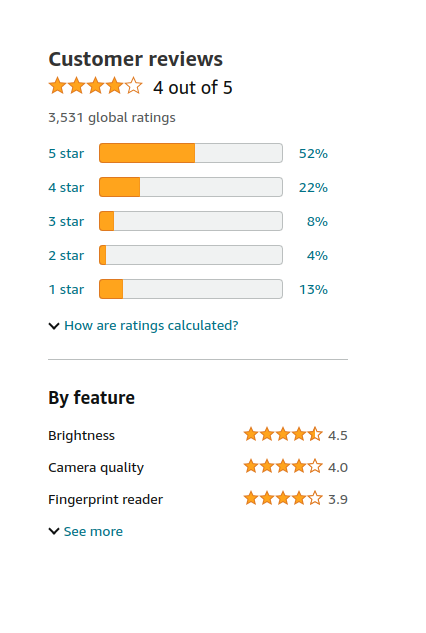 Customer reviews
4 out of 5
3,531 global ratings
5 star 52%
4 star 22%
3 star 8%
2 star 4%
1 star 13%
How are ratings calculated?
By feature
Brightness 4.5
Camera quality 4.0
Fingerprint reader 3.9
See more